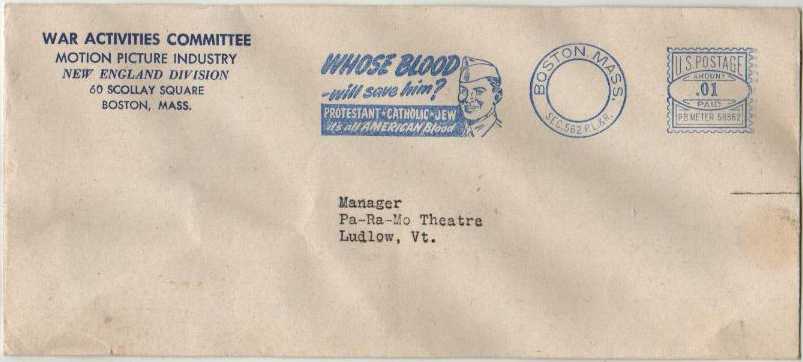 WAR ACTIVITIES COMMITTEE
MOTION PICTURE INDUSTRY
NEW ENGLAND DIVISION
60 SCOLLAY SQUARE
BOSTON, MASS.
WHOSE BLOOD
-will save him?
PROTESTANT★CATHOLIC★JEW
it's all AMERICAN Blood
BOSTON MASS.
SEC. 562 P.L.&R.
U.S. POSTAGE
AMOUNT
.01
PAID
P.B. METER 58862
Manager
Pa-Ra-Mo Theatre
Ludlow, Vt.